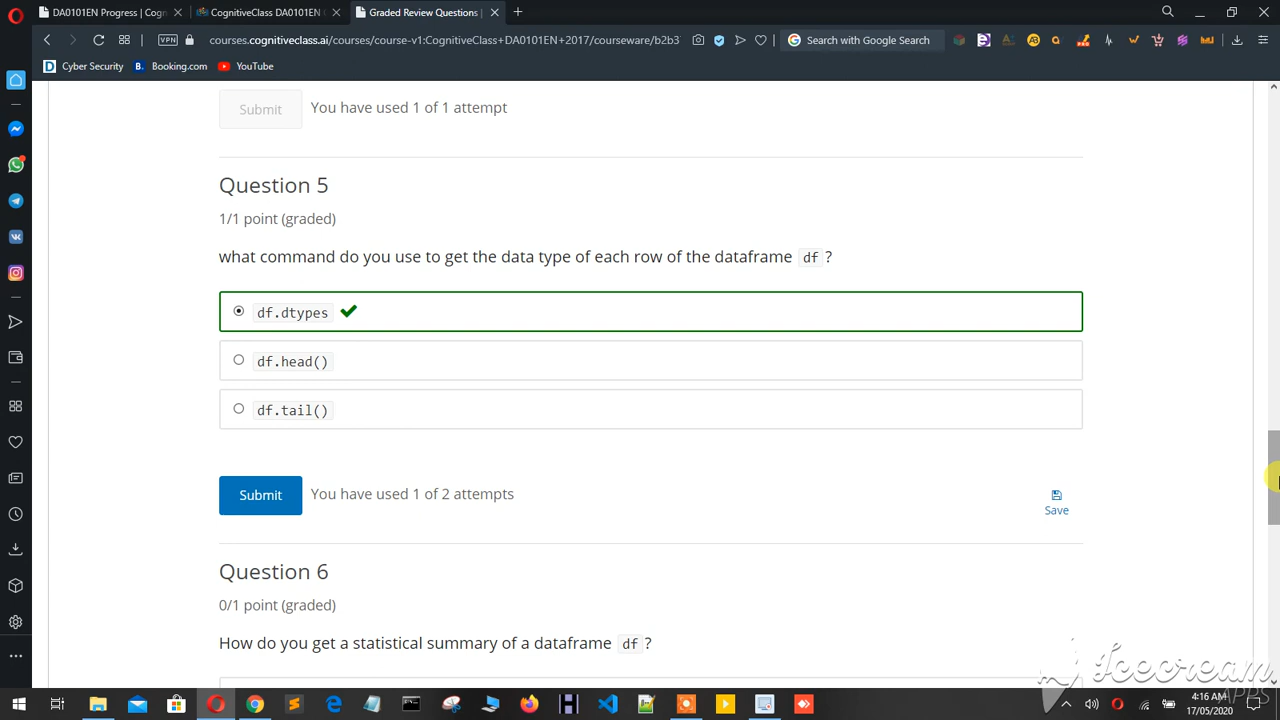 DA0101EN Progress | Cogn
CognitiveClass DA0101EN
Graded Review Questions |
VPN
courses.cognitiveclass.ai/courses/course-v1:CognitiveClass+DA0101EN+2017/courseware/b2b3
Search with Google Search
Cyber Security
Booking.com
YouTube
Submit
You have used 1 of 1 attempt
Question 5
1/1 point (graded)
what command do you use to get the data type of each row of the dataframe df ?
df.dtypes
df.head()
df.tail()
Submit
You have used 1 of 2 attempts
Save
Question 6
0/1 point (graded)
How do you get a statistical summary of a dataframe df ?
Icecream
APPS
4:16 AM
17/05/2020